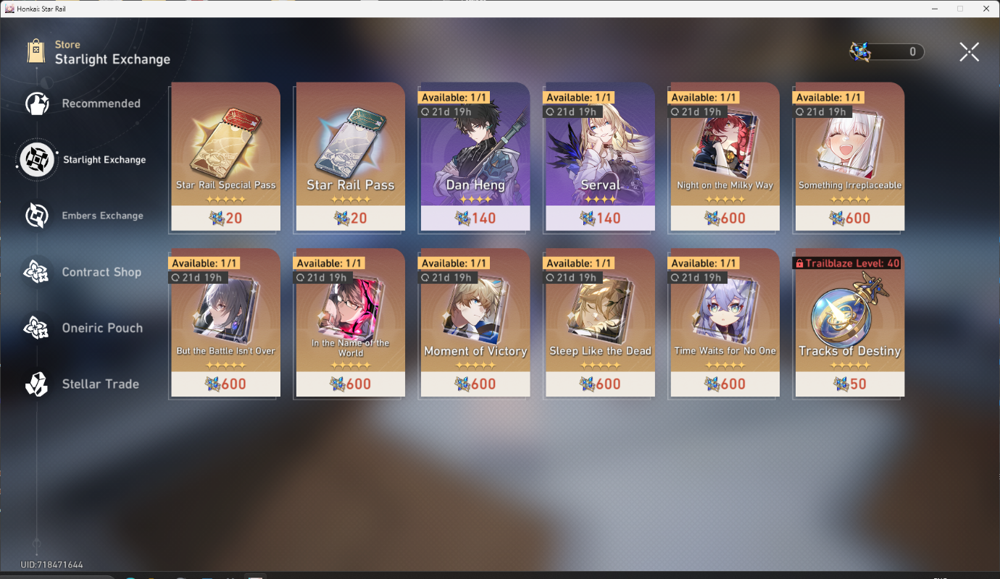 Honkai: Star Rail
Store
Starlight Exchange
0
Recommended
Starlight Exchange
Embers Exchange
Contract Shop
Oneiric Pouch
Stellar Trade
Star Rail Special Pass
20
Star Rail Pass
20
Available: 1/1
21d 19h
Dan Heng
140
Available: 1/1
21d 19h
Serval
140
Available: 1/1
21d 19h
Night on the Milky Way
600
Available: 1/1
21d 19h
Something Irreplaceable
600
Available: 1/1
21d 19h
But the Battle Isn't Over
600
Available: 1/1
21d 19h
In the Name of the
World
600
Available: 1/1
21d 19h
Moment of Victory
600
Available: 1/1
21d 19h
Sleep Like the Dead
600
Available: 1/1
21d 19h
Time Waits for No One
600
Trailblaze Level: 40
Tracks of Destiny
50
UID:718471644